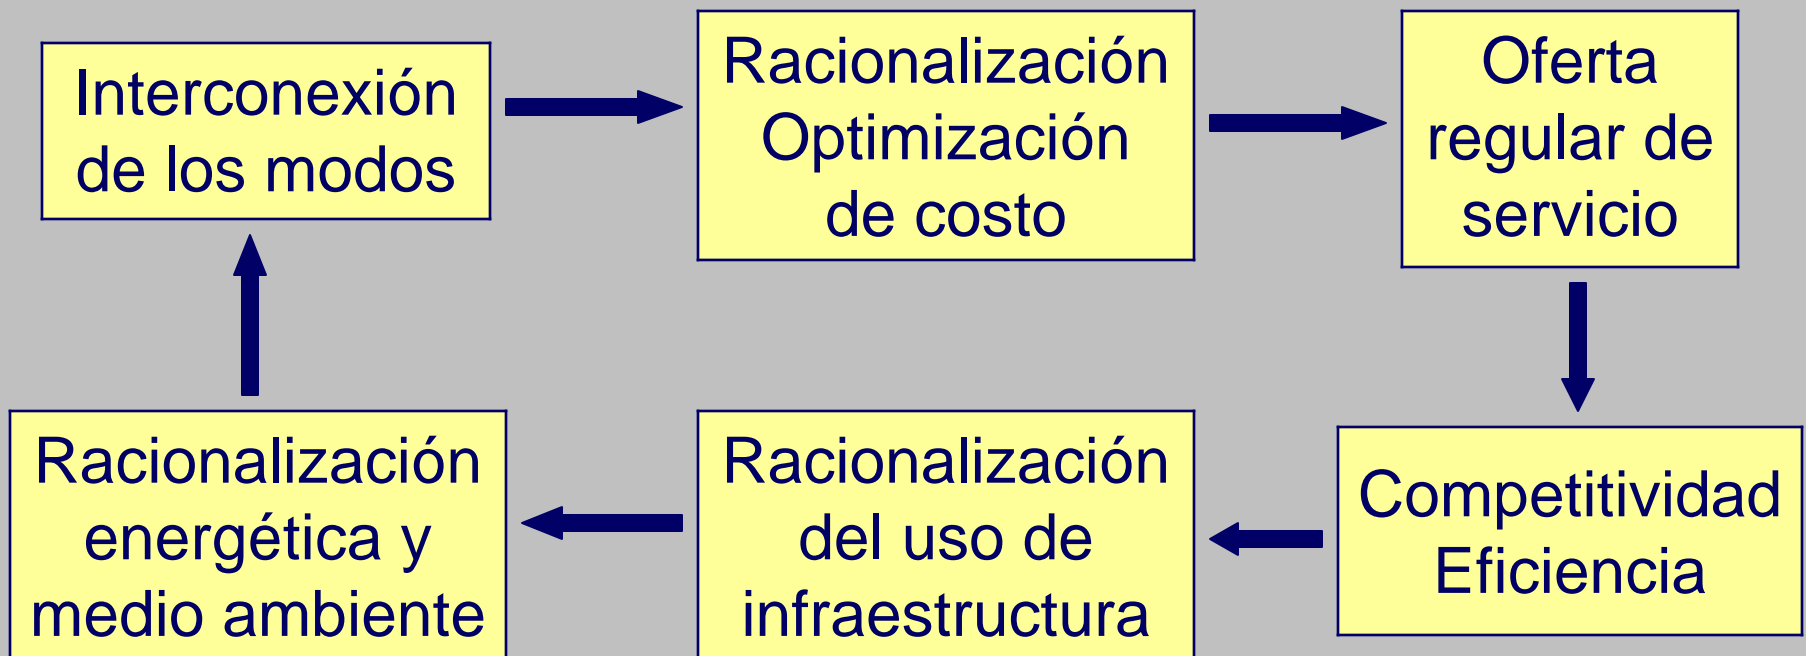 Interconexión
de los modos
Racionalización
Optimización
de costo
Oferta
regular de
servicio
Racionalización
energética y
medio ambiente
Racionalización
del uso de
infraestructura
Competitividad
Eficiencia